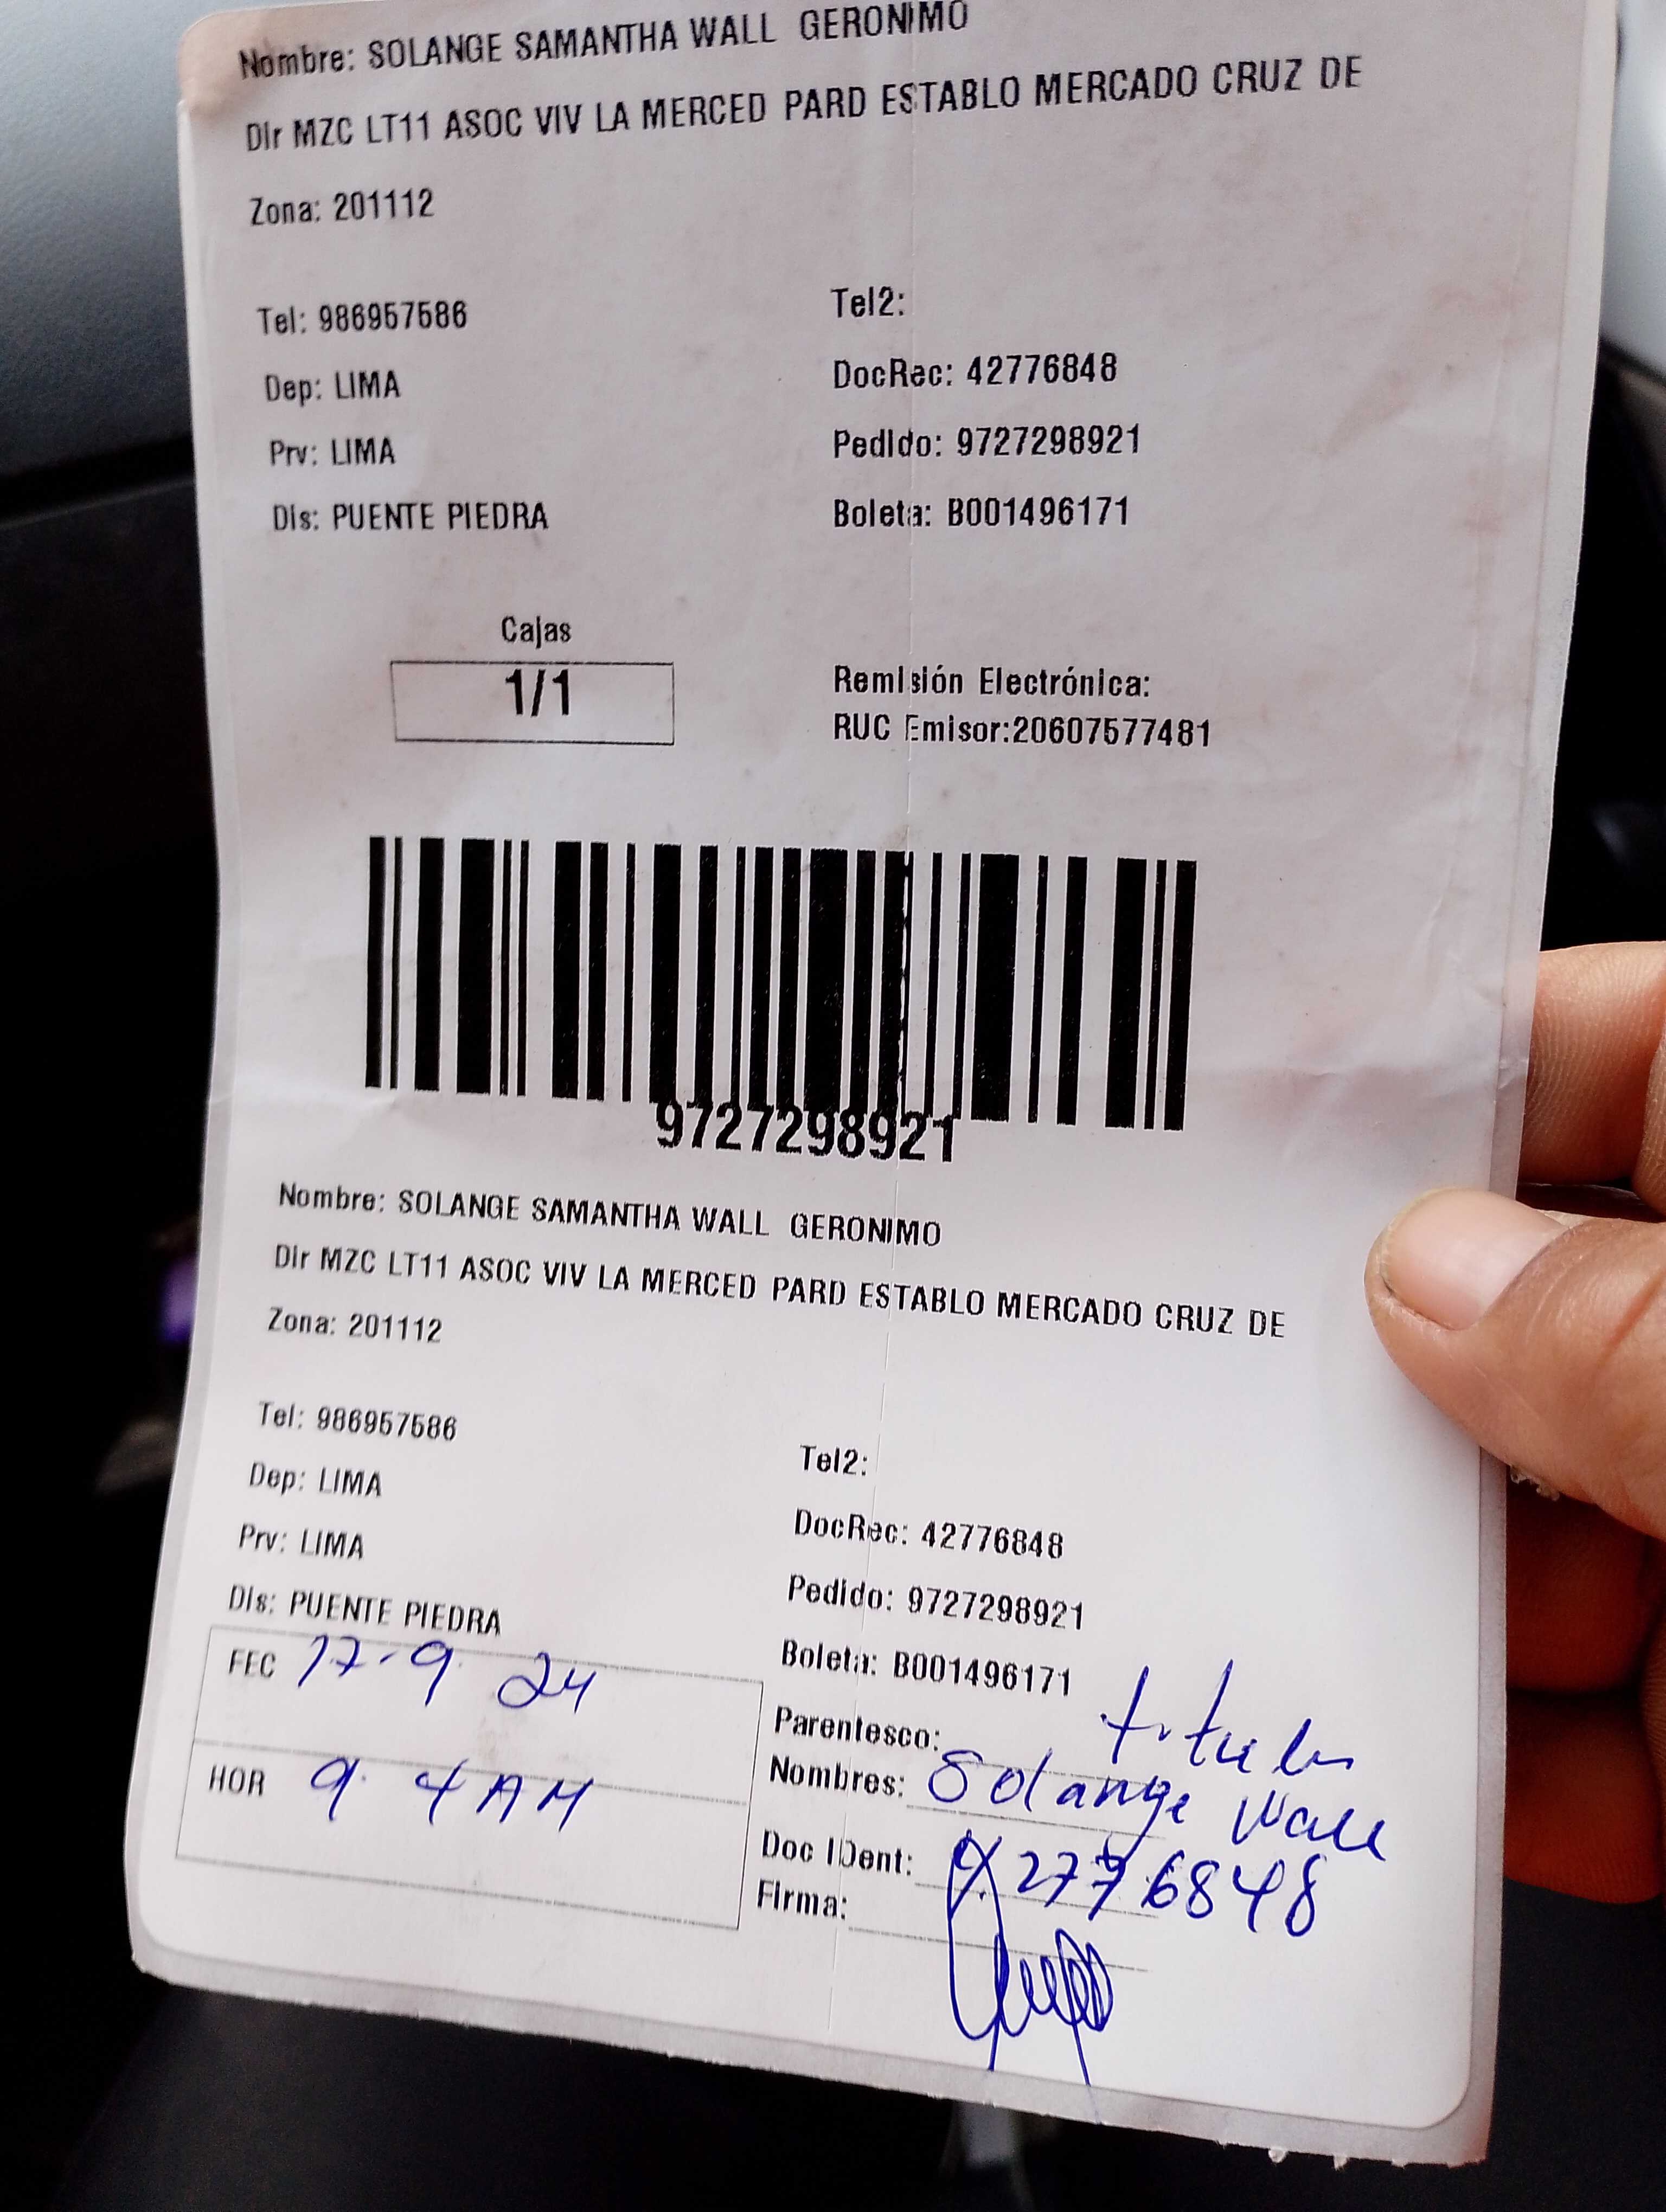 Nombre: SOLANGE SAMANTHA WALL GERONIMO
Dir MZC LT11 ASOC VIV LA MERCED PARD ESTABLO MERCADO CRUZ DE
Zona: 201112
Tel: 986957586 Tel2:
Dep: LIMA DocRec: 42776848
Prv: LIMA Pedido: 9727298921
Dis: PUENTE PIEDRA Boleta: B001496171
Cajas
1/1
Remisión Electrónica:
RUC Emisor:20607577481
9727298921
Nombre: SOLANGE SAMANTHA WALL GERONIMO
Dir MZC LT11 ASOC VIV LA MERCED PARD ESTABLO MERCADO CRUZ DE
Zona: 201112
Tel: 986957586 Tel2:
Dep: LIMA DocRec: 42776848
Prv: LIMA Pedido: 9727298921
Dis: PUENTE PIEDRA Boleta: B001496171
FEC 17-9 24
HOR 9. 4 AM
Parentesco: titular
Nombres: Solange Wall
Doc IDent: 42776848
Firma: